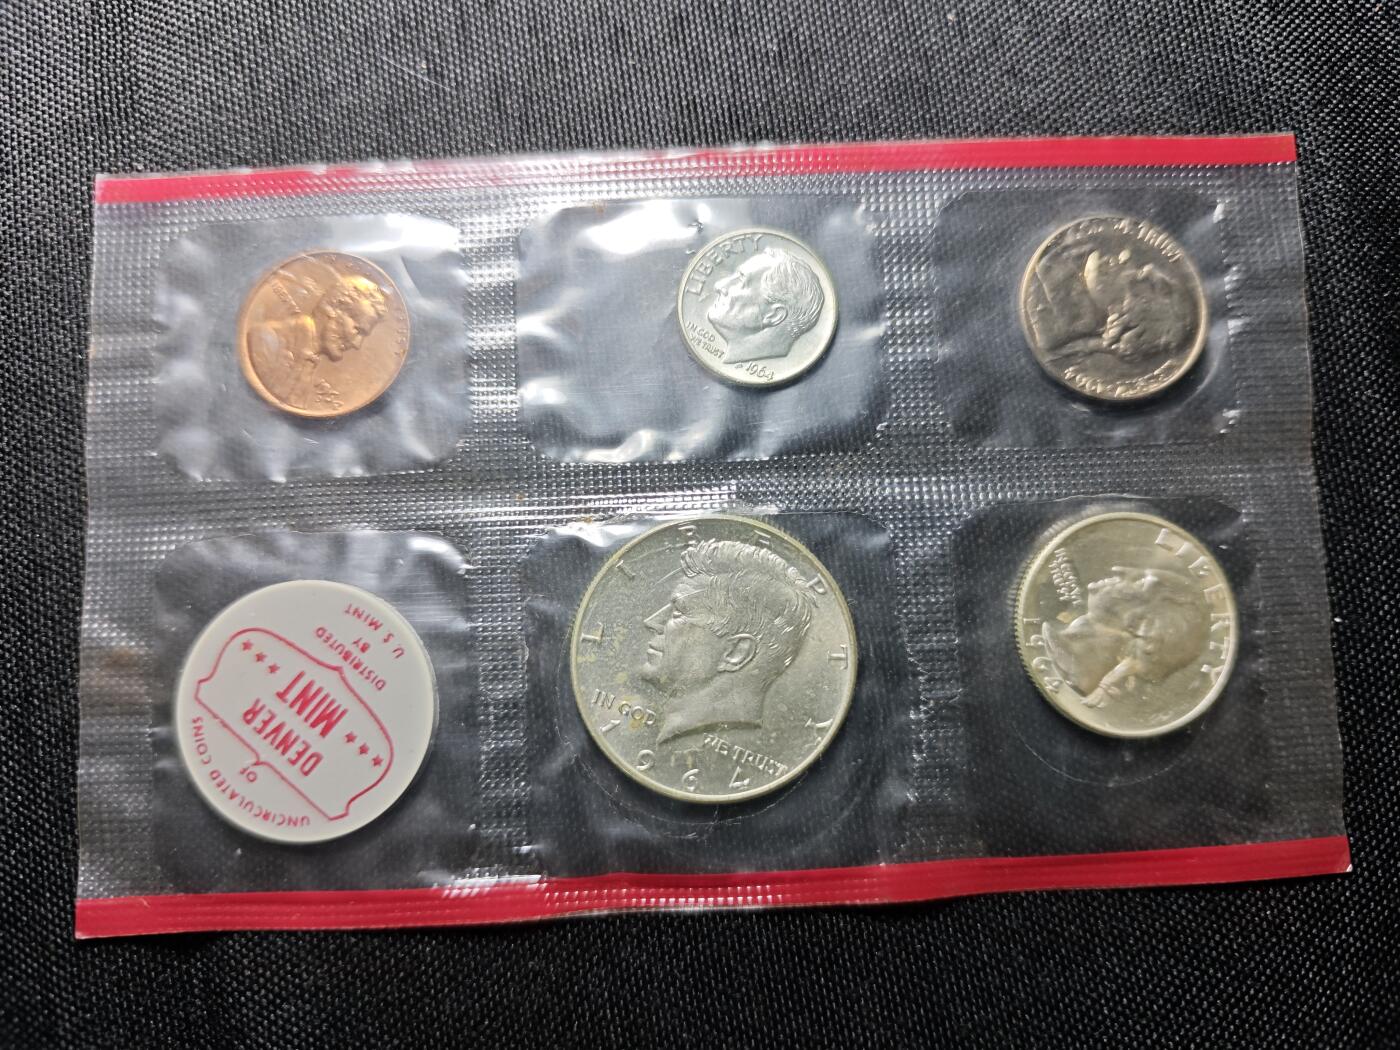 LIBERTY
IN GOD
WE TRUST
1964
LIBERTY
IN GOD WE TRUST
1964
LIBERTY
IN GOD
WE TRUST
1964
UNCIRCULATED COINS
OF
DENVER
MINT
DISTRIBUTED
BY
U.S MINT